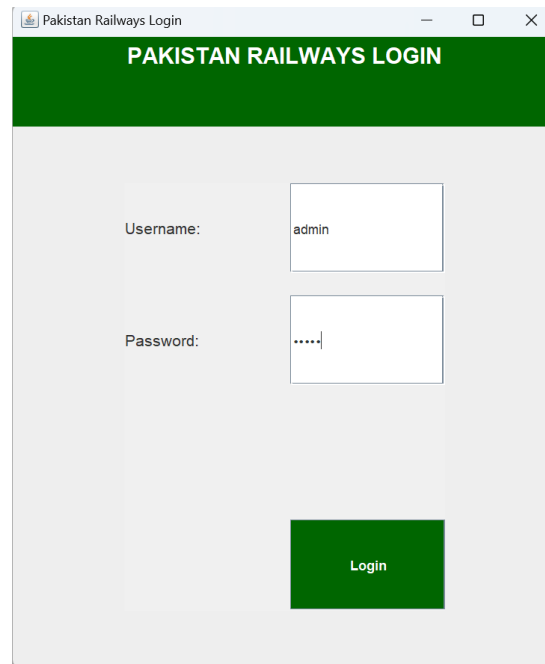 Pakistan Railways Login
PAKISTAN RAILWAYS LOGIN
Username:
admin
Password:
•••••
Login